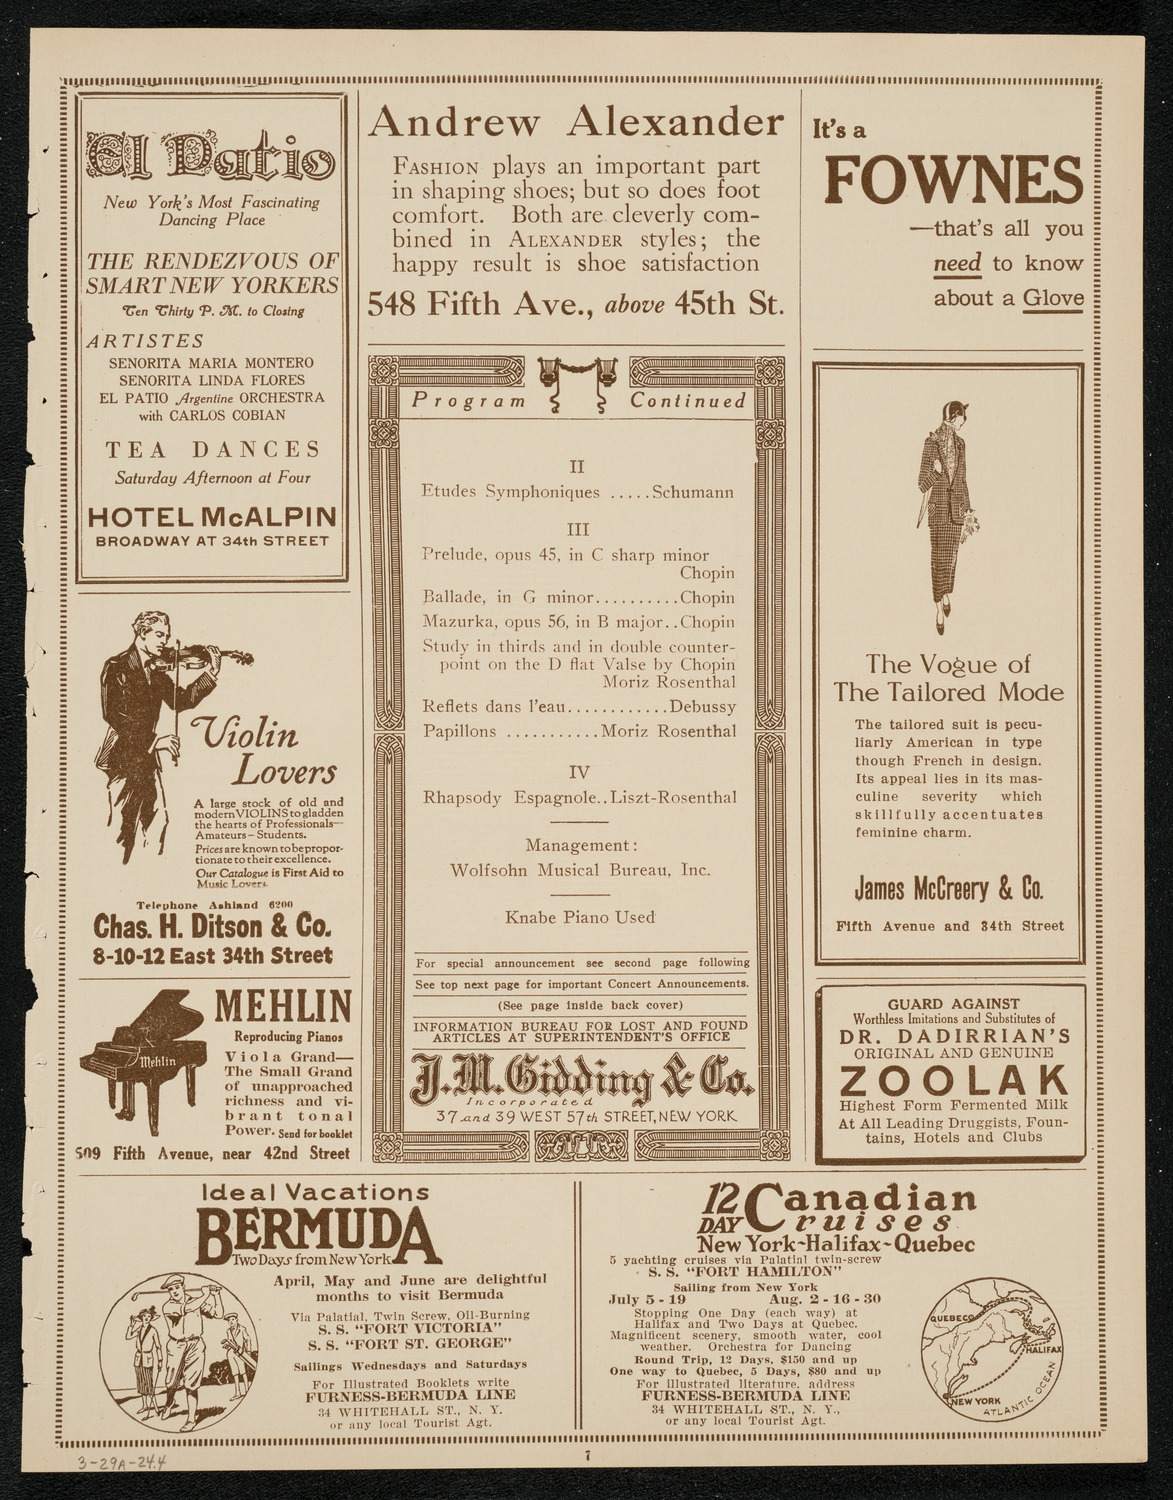 El Patio
New York's Most Fascinating
Dancing Place
THE RENDEZVOUS OF
SMART NEW YORKERS
Ten Thirty P. M. to Closing
ARTISTES
SENORITA MARIA MONTERO
SENORITA LINDA FLORES
EL PATIO Argentine ORCHESTRA
with CARLOS COBIAN
TEA DANCES
Saturday Afternoon at Four
HOTEL McALPIN
BROADWAY AT 34th STREET
Violin
Lovers
A large stock of old and
modern VIOLINS to gladden
the hearts of Professionals—
Amateurs—Students.
Prices are known to be propor-
tionate to their excellence.
Our Catalogue is First Aid to
Music Lovers.
Telephone Ashland 6200
Chas. H. Ditson & Co.
8-10-12 East 34th Street
MEHLIN
Reproducing Pianos
Mehlin
Viola Grand—
The Small Grand
of unapproached
richness and vi-
brant tonal
Power. Send for booklet
509 Fifth Avenue, near 42nd Street
Andrew Alexander
FASHION plays an important part
in shaping shoes; but so does foot
comfort. Both are cleverly com-
bined in ALEXANDER styles; the
happy result is shoe satisfaction
548 Fifth Ave., above 45th St.
Program Continued
II
Etudes Symphoniques .....Schumann
III
Prelude, opus 45, in C sharp minor
Chopin
Ballade, in G minor..........Chopin
Mazurka, opus 56, in B major..Chopin
Study in thirds and in double counter-
point on the D flat Valse by Chopin
Moriz Rosenthal
Reflets dans l'eau............Debussy
Papillons ...........Moriz Rosenthal
IV
Rhapsody Espagnole..Liszt-Rosenthal
Management:
Wolfsohn Musical Bureau, Inc.
Knabe Piano Used
For special announcement see second page following
See top next page for important Concert Announcements.
(See page inside back cover)
INFORMATION BUREAU FOR LOST AND FOUND
ARTICLES AT SUPERINTENDENT'S OFFICE
J. M. Gidding & Co.
Incorporated
37 and 39 WEST 57th STREET, NEW YORK
It's a
FOWNES
—that's all you
need to know
about a Glove
The Vogue of
The Tailored Mode
The tailored suit is pecu-
liarly American in type
though French in design.
Its appeal lies in its mas-
culine severity which
skillfully accentuates
feminine charm.
James McCreery & Co.
Fifth Avenue and 34th Street
GUARD AGAINST
Worthless Imitations and Substitutes of
DR. DADIRRIAN'S
ORIGINAL AND GENUINE
ZOOLAK
Highest Form Fermented Milk
At All Leading Druggists, Foun-
tains, Hotels and Clubs
Ideal Vacations
BERMUDA
Two Days from New York
April, May and June are delightful
months to visit Bermuda
Via Palatial, Twin Screw, Oil-Burning
S. S. "FORT VICTORIA"
S. S. "FORT ST. GEORGE"
Sailings Wednesdays and Saturdays
For Illustrated Booklets write
FURNESS-BERMUDA LINE
34 WHITEHALL ST., N. Y.
or any local Tourist Agt.
12 DAY Canadian
Cruises
New York~Halifax~Quebec
5 yachting cruises via Palatial twin-screw
S. S. "FORT HAMILTON"
Sailing from New York
July 5 - 19 Aug. 2 - 16 - 30
Stopping One Day (each way) at
Halifax and Two Days at Quebec.
Magnificent scenery, smooth water, cool
weather. Orchestra for Dancing
Round Trip, 12 Days, $150 and up
One way to Quebec, 5 Days, $80 and up
For Illustrated literature, address
FURNESS-BERMUDA LINE
34 WHITEHALL ST., N. Y.,
or any local Tourist Agt.
QUEBEC
HALIFAX
NEW YORK
ATLANTIC OCEAN
7
3-29A-24.4